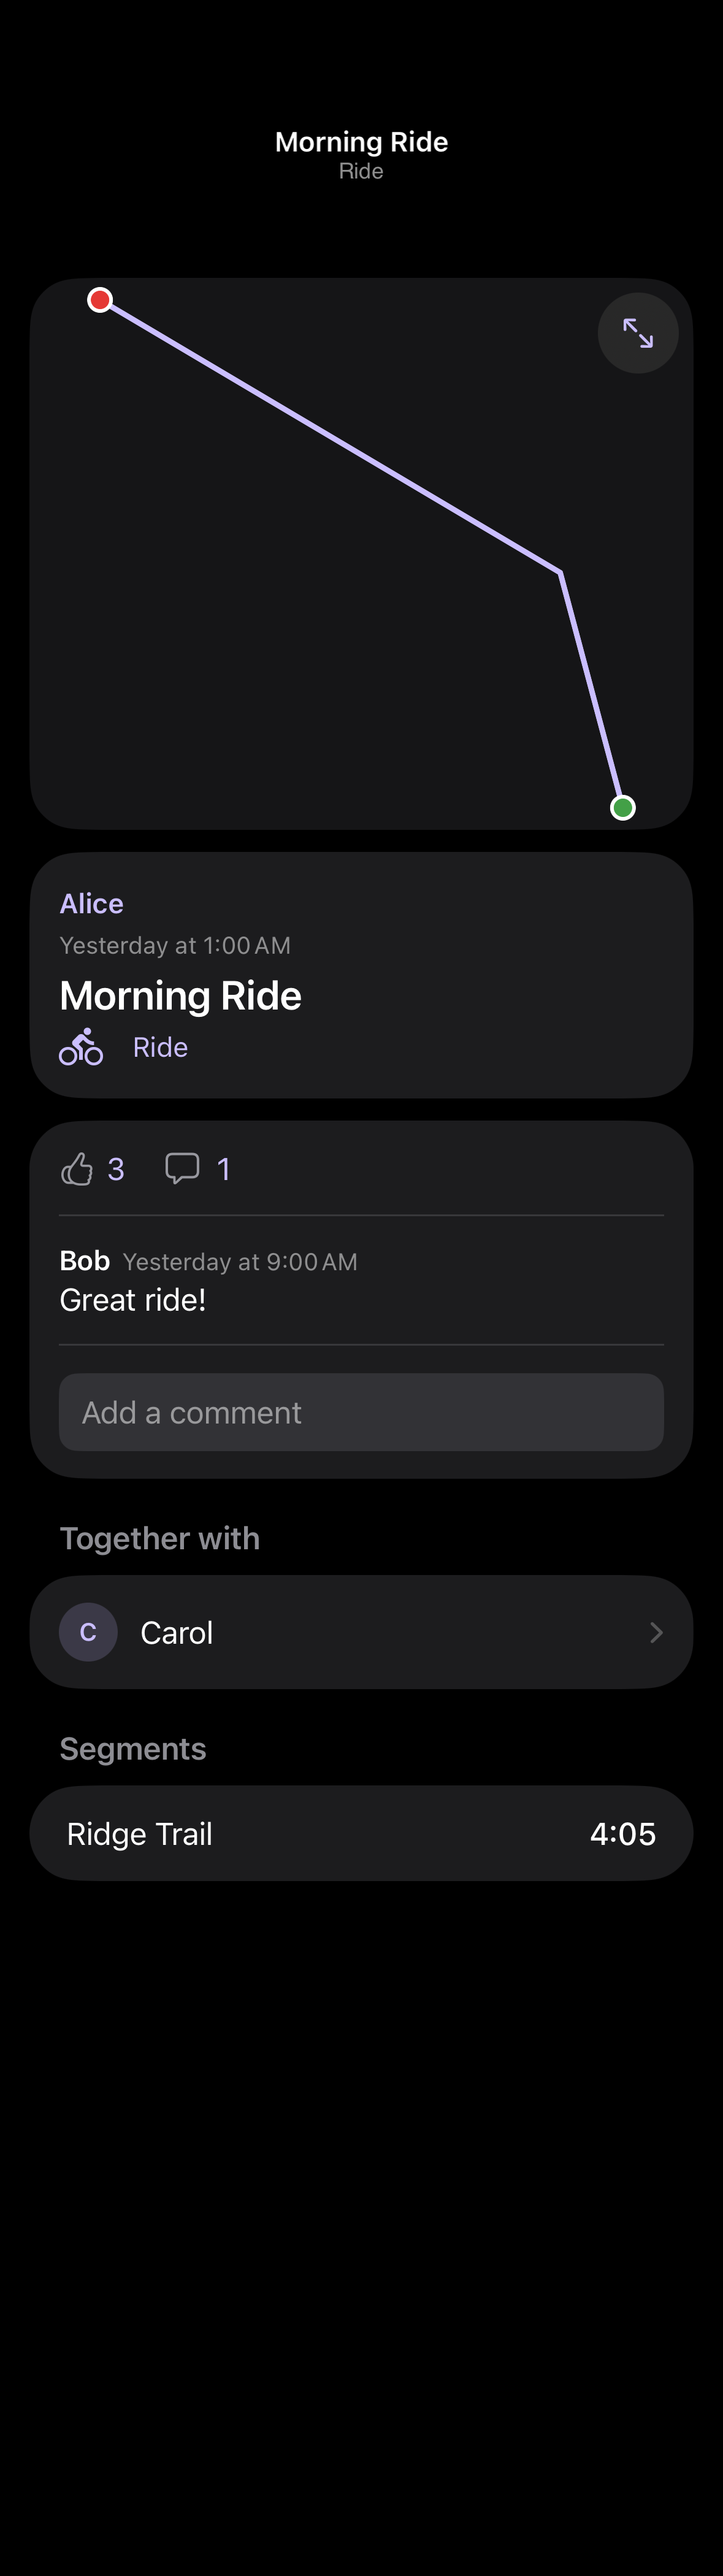 Morning Ride
Ride
Alice
Yesterday at 1:00 AM
Morning Ride
Ride
3 1
Bob Yesterday at 9:00 AM
Great ride!
Add a comment
Together with
C Carol
Segments
Ridge Trail 4:05